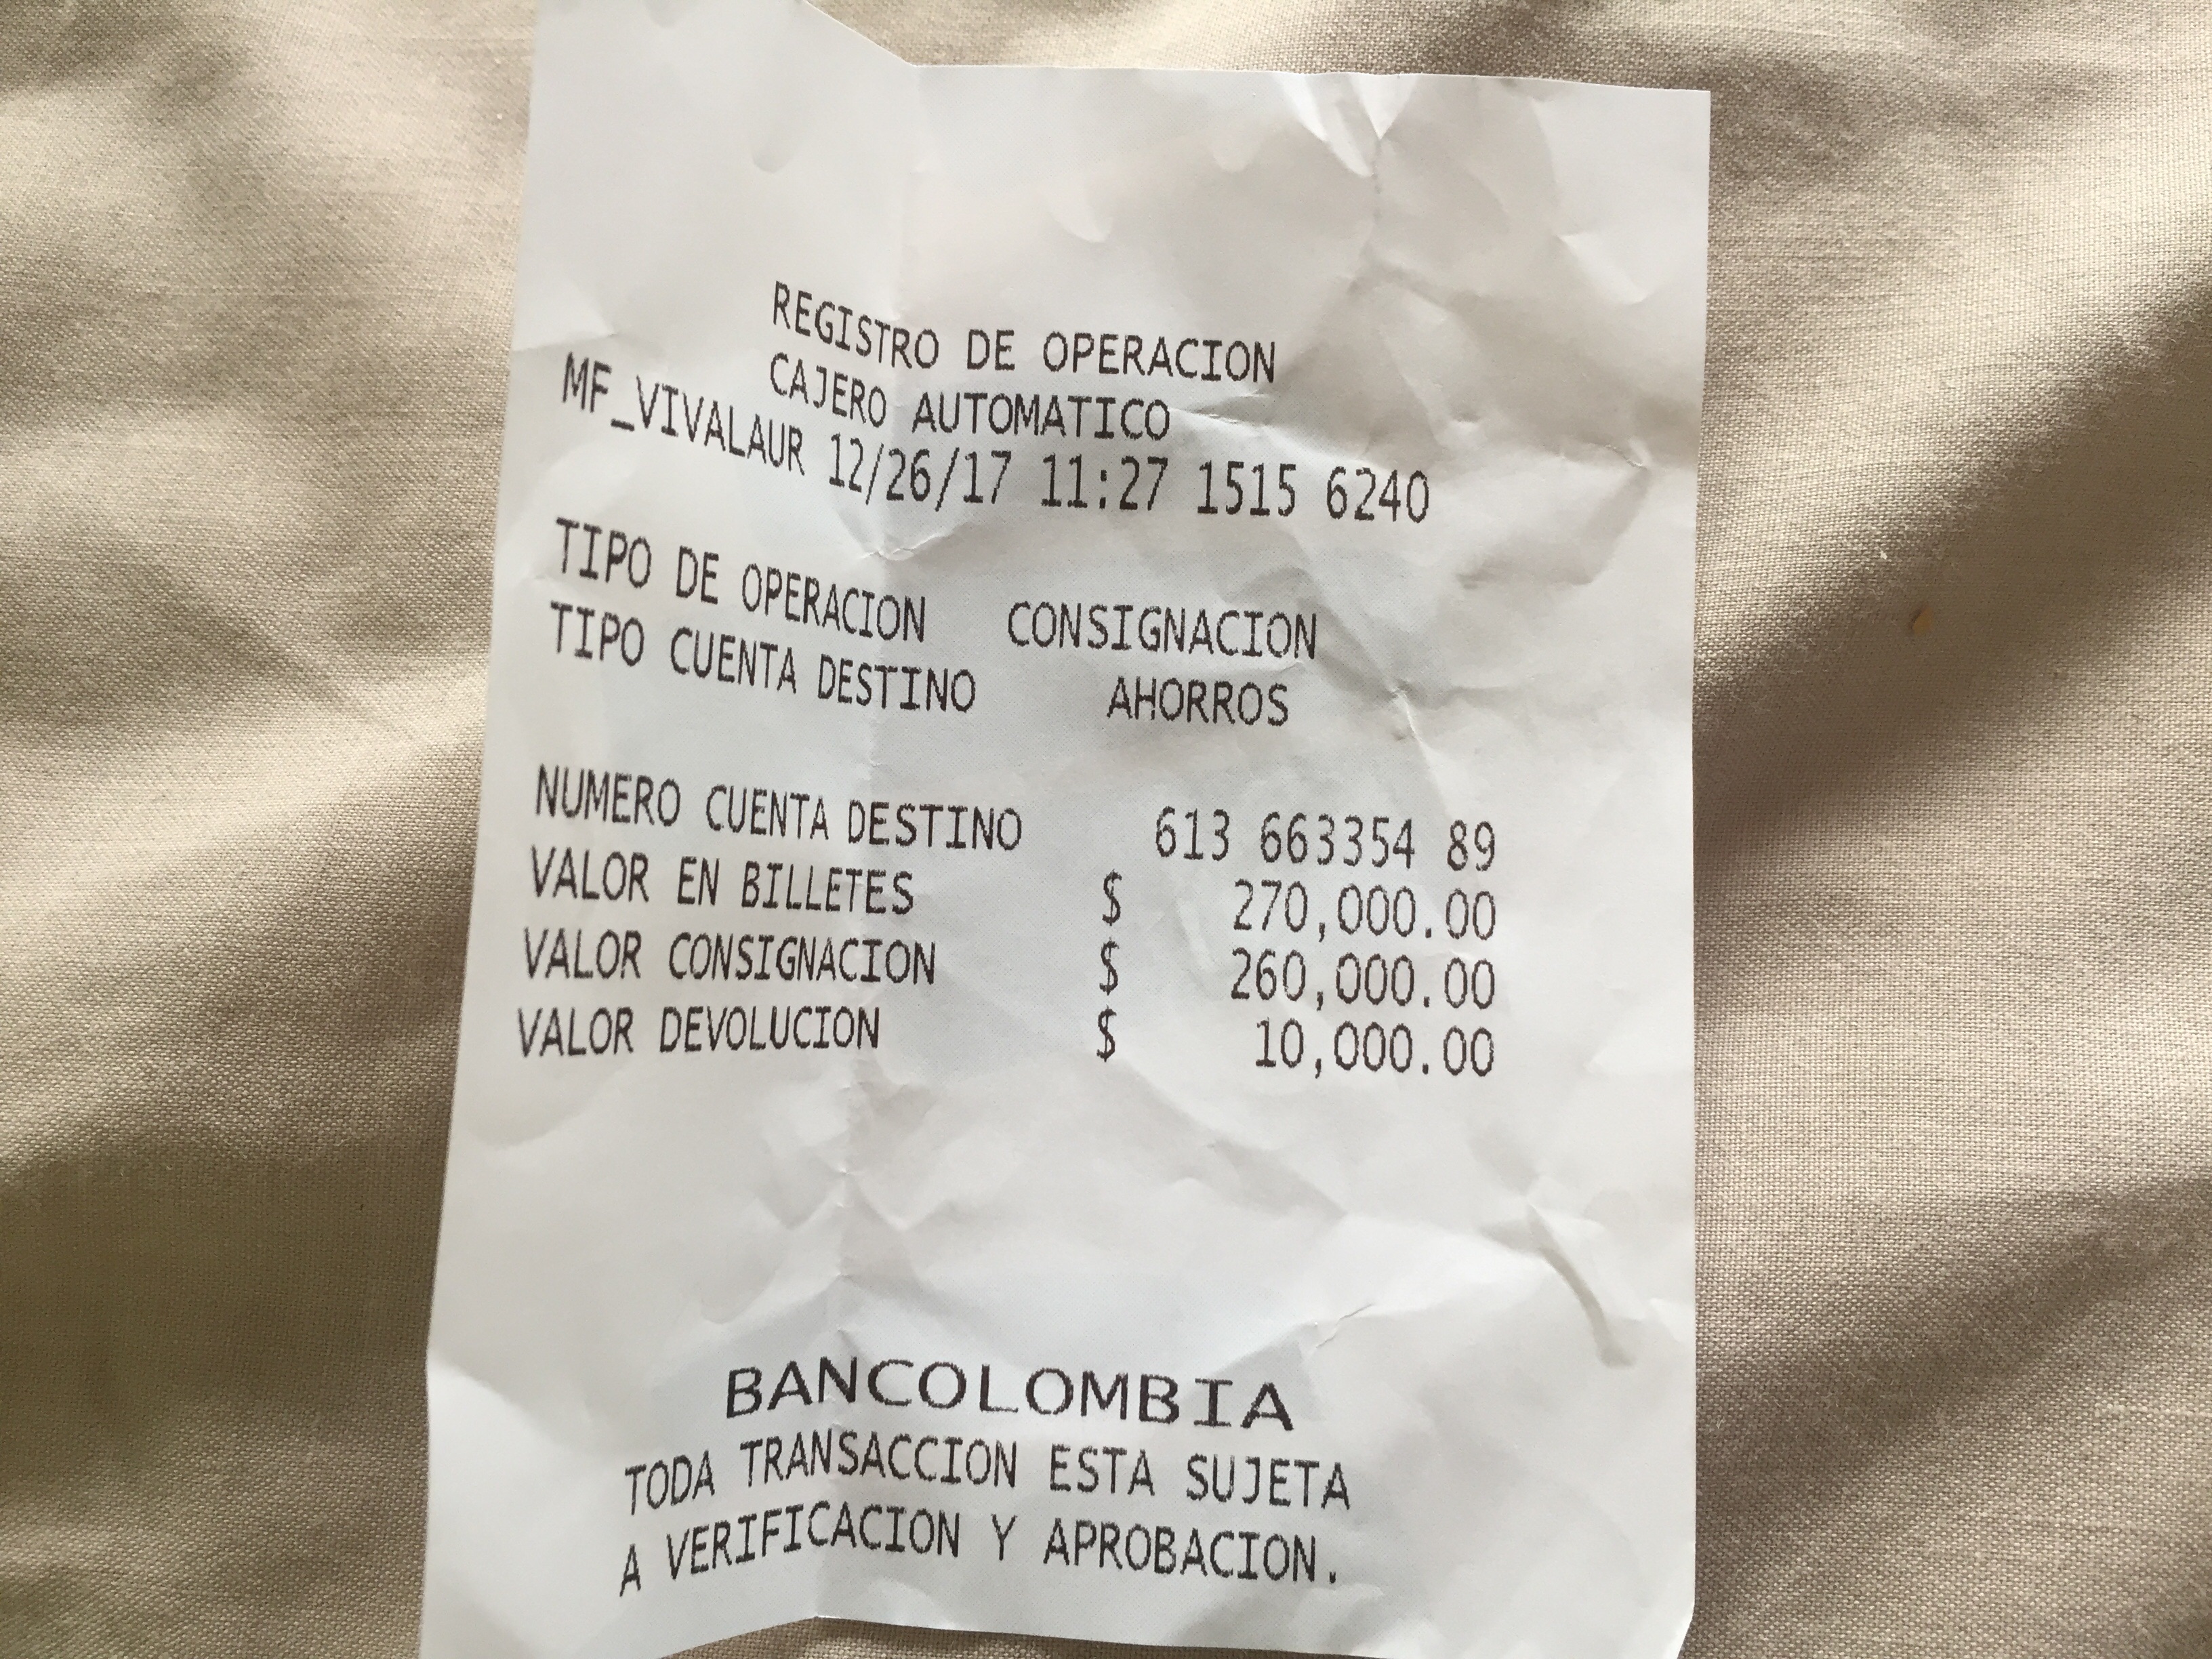 REGISTRO DE OPERACION
CAJERO AUTOMATICO
MF_VIVALAUR 12/26/17 11:27 1515 6240
TIPO DE OPERACION CONSIGNACION
TIPO CUENTA DESTINO AHORROS
NUMERO CUENTA DESTINO 613 663354 89
VALOR EN BILLETES $ 270,000.00
VALOR CONSIGNACION $ 260,000.00
VALOR DEVOLUCION $ 10,000.00
BANCOLOMBIA
TODA TRANSACCION ESTA SUJETA
A VERIFICACION Y APROBACION.